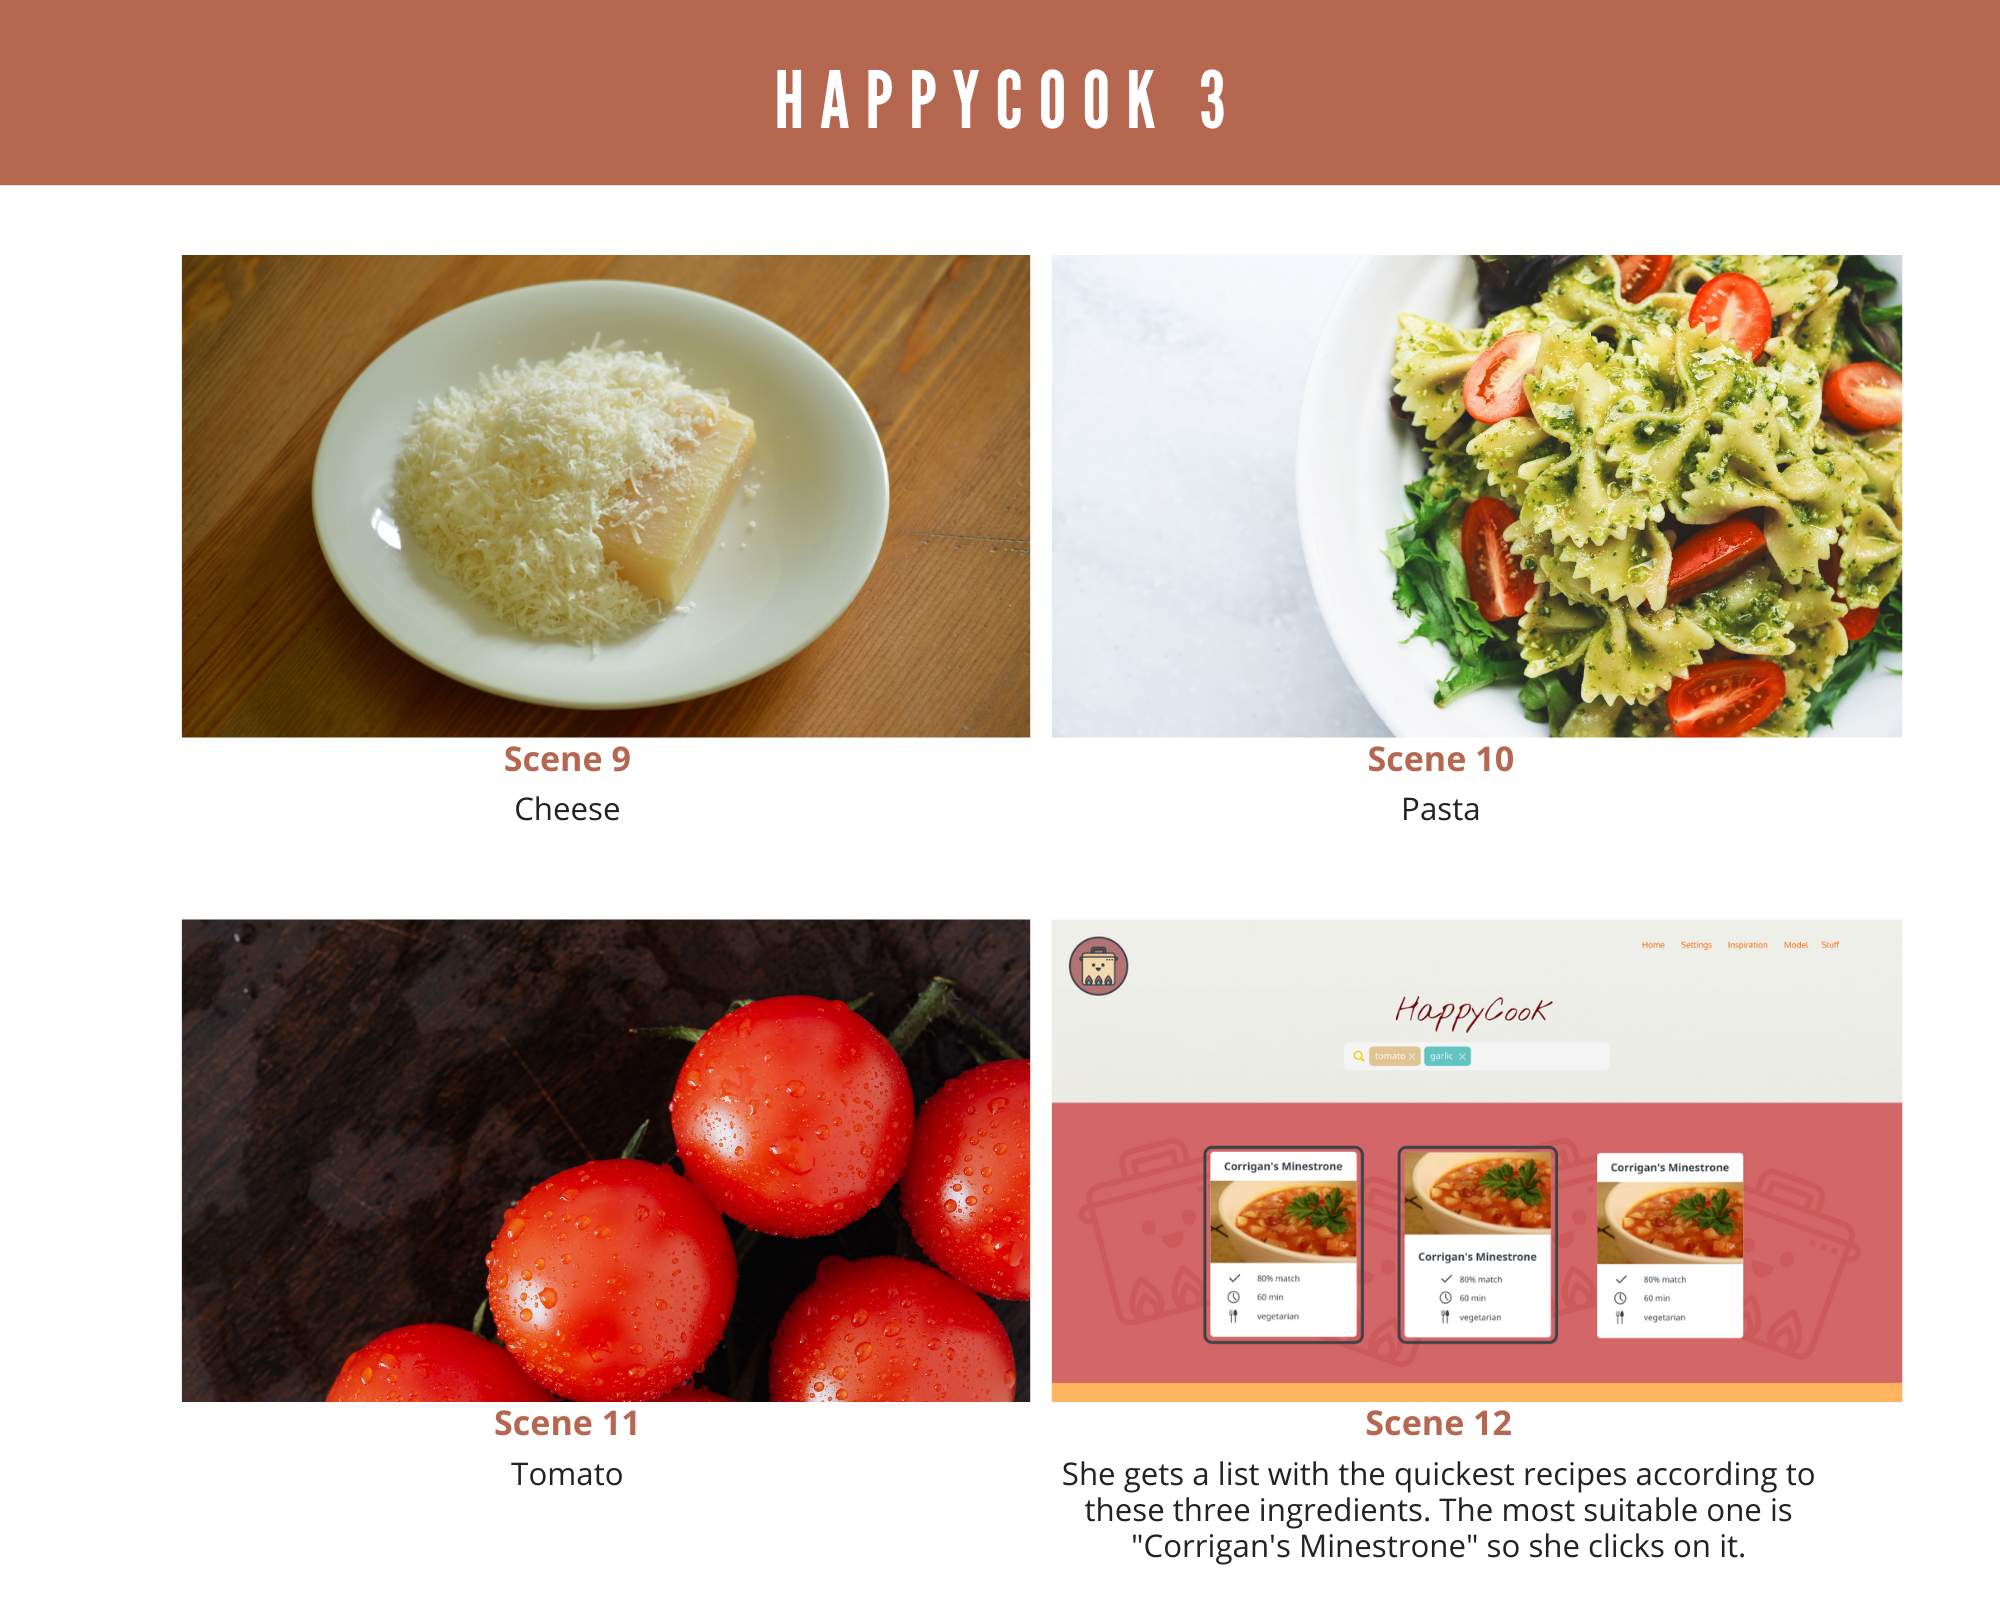 HAPPYCOOK 3
Scene 9
Cheese
Scene 10
Pasta
Scene 11
Tomato
Home Settings Inspiration Model Stuff
HappyCook
tomato × garlic ×
Corrigan's Minestrone
80% match
60 min
vegetarian
Corrigan's Minestrone
80% match
60 min
vegetarian
Corrigan's Minestrone
80% match
60 min
vegetarian
Scene 12
She gets a list with the quickest recipes according to
these three ingredients. The most suitable one is
"Corrigan's Minestrone" so she clicks on it.